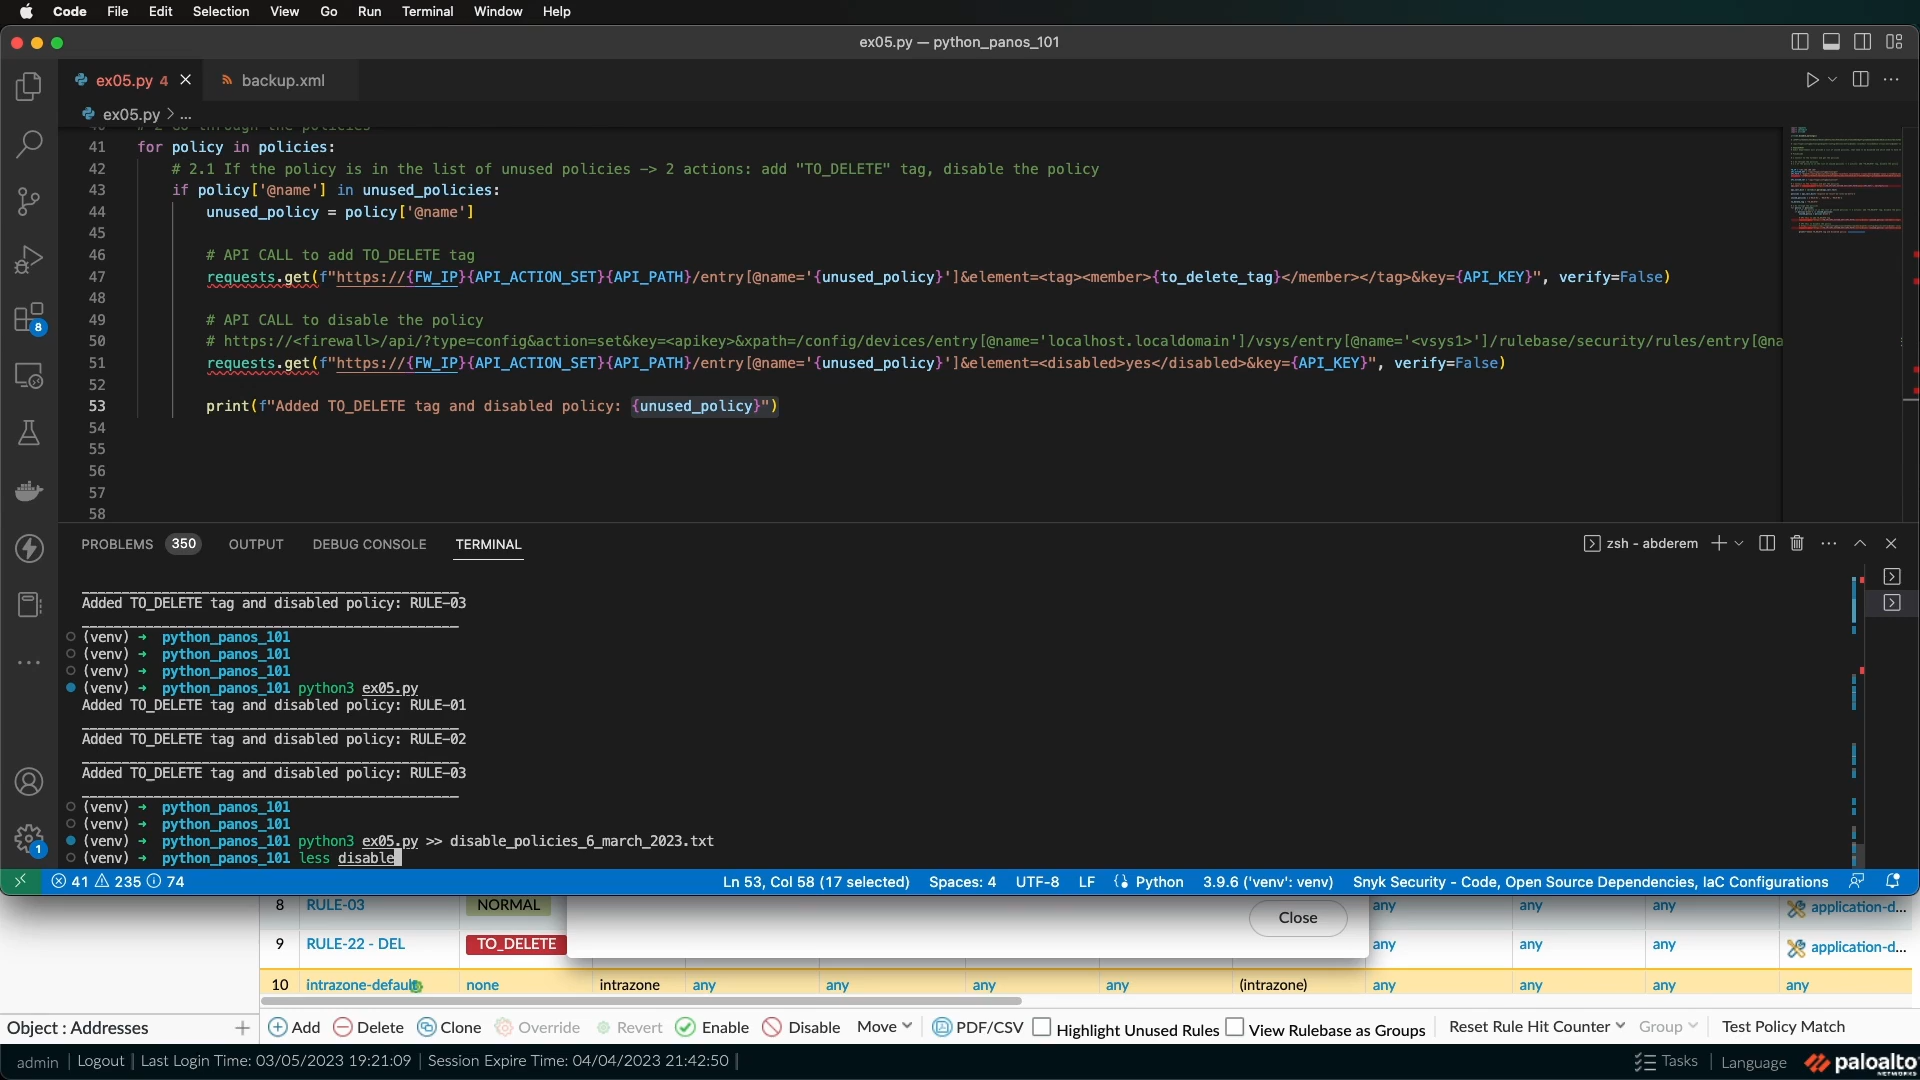 Code File Edit Selection View Go Run Terminal Window Help
ex05.py — python_panos_101
ex05.py 4
backup.xml
ex05.py > ...
40 # 2 Go through the policies
41 for policy in policies:
42 # 2.1 If the policy is in the list of unused policies -> 2 actions: add "TO_DELETE" tag, disable the policy
43 if policy['@name'] in unused_policies:
44 unused_policy = policy['@name']
45
46 # API CALL to add TO_DELETE tag
47 requests.get(f"https://{FW_IP}{API_ACTION_SET}{API_PATH}/entry[@name='{unused_policy}']&element=<tag><member>{to_delete_tag}</member></tag>&key={API_KEY}", verify=False)
48
49 # API CALL to disable the policy
50 # https://<firewall>/api/?type=config&action=set&key=<apikey>&xpath=/config/devices/entry[@name='localhost.localdomain']/vsys/entry[@name='<vsys1>']/rulebase/security/rules/entry[@na
51 requests.get(f"https://{FW_IP}{API_ACTION_SET}{API_PATH}/entry[@name='{unused_policy}']&element=<disabled>yes</disabled>&key={API_KEY}", verify=False)
52
53 print(f"Added TO_DELETE tag and disabled policy: {unused_policy}")
54
55
56
57
58
PROBLEMS 350 OUTPUT DEBUG CONSOLE TERMINAL
zsh - abderem
Added TO_DELETE tag and disabled policy: RULE-03
(venv) → python_panos_101
(venv) → python_panos_101
(venv) → python_panos_101
(venv) → python_panos_101 python3 ex05.py
Added TO_DELETE tag and disabled policy: RULE-01
Added TO_DELETE tag and disabled policy: RULE-02
Added TO_DELETE tag and disabled policy: RULE-03
(venv) → python_panos_101
(venv) → python_panos_101
(venv) → python_panos_101 python3 ex05.py >> disable_policies_6_march_2023.txt
(venv) → python_panos_101 less disable
8
1
41 235 74
Ln 53, Col 58 (17 selected) Spaces: 4 UTF-8 LF Python 3.9.6 ('venv': venv) Snyk Security - Code, Open Source Dependencies, IaC Configurations
8 RULE-03 NORMAL any any any application-d...
Close
9 RULE-22 - DEL TO_DELETE any any any application-d...
10 intrazone-default none intrazone any any any any (intrazone) any any any any
Object : Addresses
Add Delete Clone Override Revert Enable Disable Move PDF/CSV Highlight Unused Rules View Rulebase as Groups Reset Rule Hit Counter Group Test Policy Match
admin | Logout | Last Login Time: 03/05/2023 19:21:09 | Session Expire Time: 04/04/2023 21:42:50 |
Tasks | Language paloalto
NETWORKS